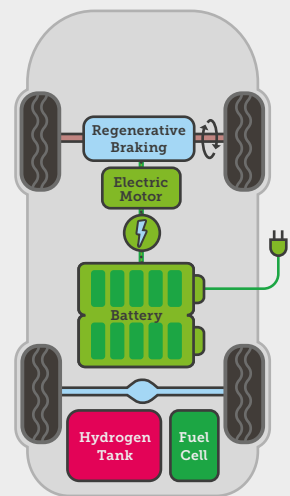 Regenerative
Braking
Electric
Motor
Battery
Hydrogen
Tank
Fuel
Cell